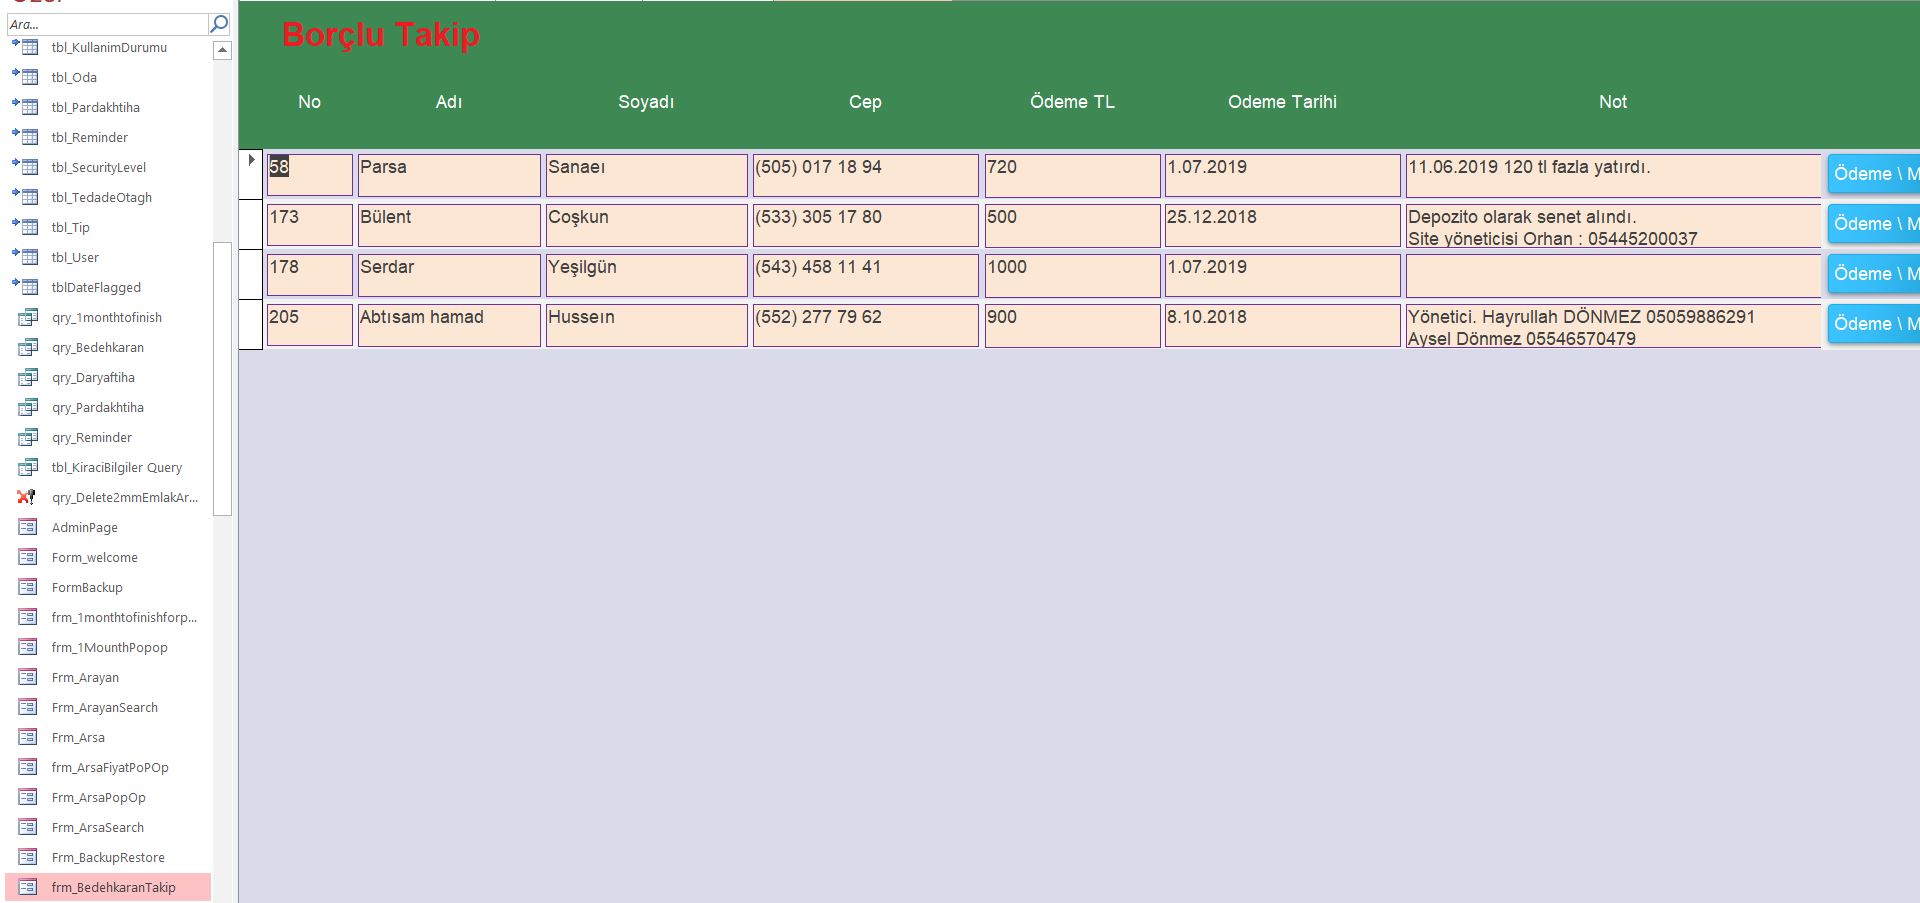 Ara...
tbl_KullanimDurumu
tbl_Oda
tbl_Pardakhtiha
tbl_Reminder
tbl_SecurityLevel
tbl_TedadeOtagh
tbl_Tip
tbl_User
tblDateFlagged
qry_1monthtofinish
qry_Bedehkaran
qry_Daryaftiha
qry_Pardakhtiha
qry_Reminder
tbl_KiraciBilgiler Query
qry_Delete2mmEmlakAr...
AdminPage
Form_welcome
FormBackup
frm_1monthtofinishforp...
frm_1MounthPopop
Frm_Arayan
Frm_ArayanSearch
Frm_Arsa
frm_ArsaFiyatPoPOp
Frm_ArsaPopOp
Frm_ArsaSearch
Frm_BackupRestore
frm_BedehkaranTakip
Borçlu Takip
No Adı Soyadı Cep Ödeme TL Odeme Tarihi Not
58 Parsa Sanaeı (505) 017 18 94 720 1.07.2019 11.06.2019 120 tl fazla yatırdı. Ödeme \ M
173 Bülent Coşkun (533) 305 17 80 500 25.12.2018 Depozito olarak senet alındı. Ödeme \ M
Site yöneticisi Orhan : 05445200037
178 Serdar Yeşilgün (543) 458 11 41 1000 1.07.2019 Ödeme \ M
205 Abtısam hamad Husseın (552) 277 79 62 900 8.10.2018 Yönetici. Hayrullah DÖNMEZ 05059886291 Ödeme \ M
Aysel Dönmez 05546570479